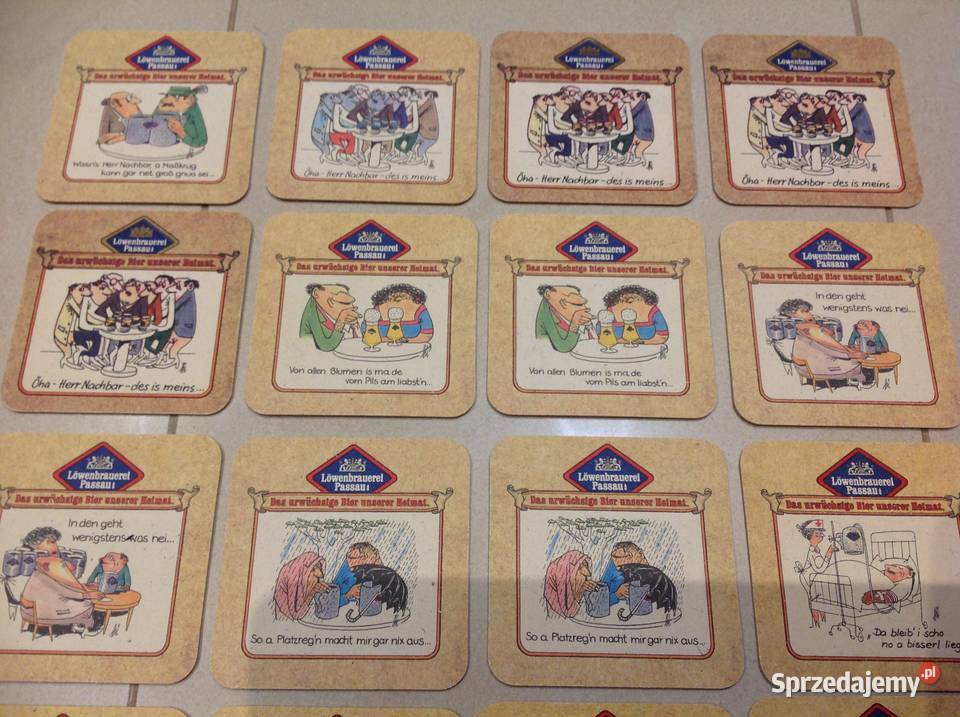 Löwenbrauerei
Passau
Das urwüchsige Bier unserer Heimat.
Wissn's Herr Nachbar, a Maßkrug
kann gar net groß gnua sei...
Löwenbrauerei
Passau
Das urwüchsige Bier unserer Heimat.
Öha - Herr Nachbar - des is meins...
Löwenbrauerei
Passau
Das urwüchsige Bier unserer Heimat.
Öha - Herr Nachbar - des is meins...
Löwenbrauerei
Passau
Das urwüchsige Bier unserer Heimat.
Öha - Herr Nachbar - des is meins...
Löwenbrauerei
Passau
Das urwüchsige Bier unserer Heimat.
Öha - Herr Nachbar - des is meins...
Löwenbrauerei
Passau
Das urwüchsige Bier unserer Heimat.
Von allen Blumen is ma de
vom Pils am liabst'n...
Löwenbrauerei
Passau
Das urwüchsige Bier unserer Heimat.
Von allen Blumen is ma de
vom Pils am liabst'n...
Löwenbrauerei
Passau
Das urwüchsige Bier unserer Heimat.
In den geht
wenigstens was nei...
Löwenbrauerei
Passau
Das urwüchsige Bier unserer Heimat.
In den geht
wenigstens was nei...
Löwenbrauerei
Passau
Das urwüchsige Bier unserer Heimat.
So a Platzreg'n macht mir gar nix aus...
Löwenbrauerei
Passau
Das urwüchsige Bier unserer Heimat.
So a Platzreg'n macht mir gar nix aus...
Löwenbrauerei
Passau
Das urwüchsige Bier unserer Heimat.
„Da bleib' i scho
no a bisserl lieg
Sprzedajemy.pl